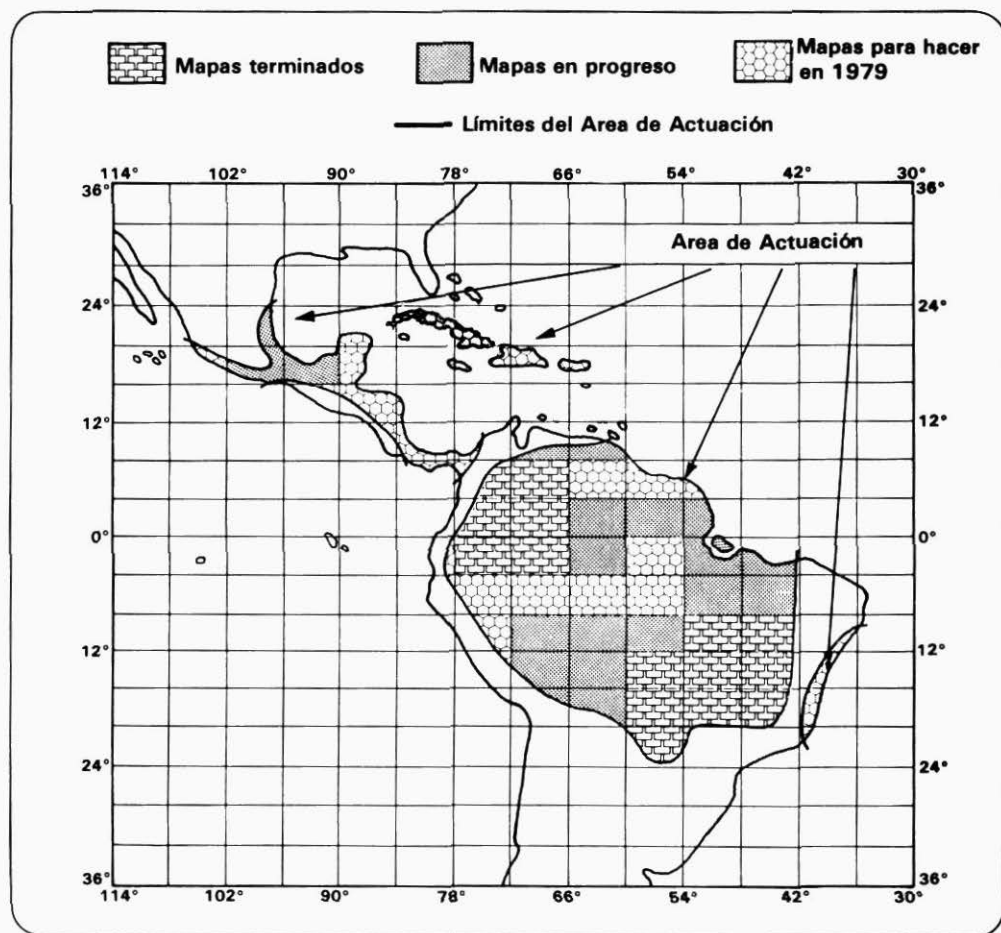 Mapas terminados
Mapas en progreso
Mapas para hacer
en 1979
Límites del Area de Actuación
114° 102° 90° 78° 66° 54° 42° 30°
36° 36°
Area de Actuación
24° 24°
12° 12°
0° 0°
12° 12°
24° 24°
36° 36°
114° 102° 90° 78° 66° 54° 42° 30°